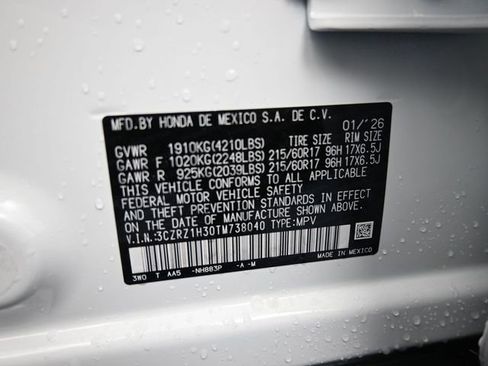 MFD.BY HONDA DE MEXICO S.A. DE C.V. 01/'26
GVWR 1910KG(4210LBS) TIRE SIZE RIM SIZE
GAWR F 1020KG(2248LBS) 215/60R17 96H 17X6.5J
GAWR R 925KG(2039LBS) 215/60R17 96H 17X6.5J
THIS VEHICLE CONFORMS TO ALL APPLICABLE
FEDERAL MOTOR VEHICLE SAFETY
AND THEFT PREVENTION STANDARDS IN EFFECT
ON THE DATE OF MANUFACTURE SHOWN ABOVE.
V.I.N.:3CZRZ1H30TM738040 TYPE:MPV
3W0 T AA5 -NH883P -A -M MADE IN MEXICO